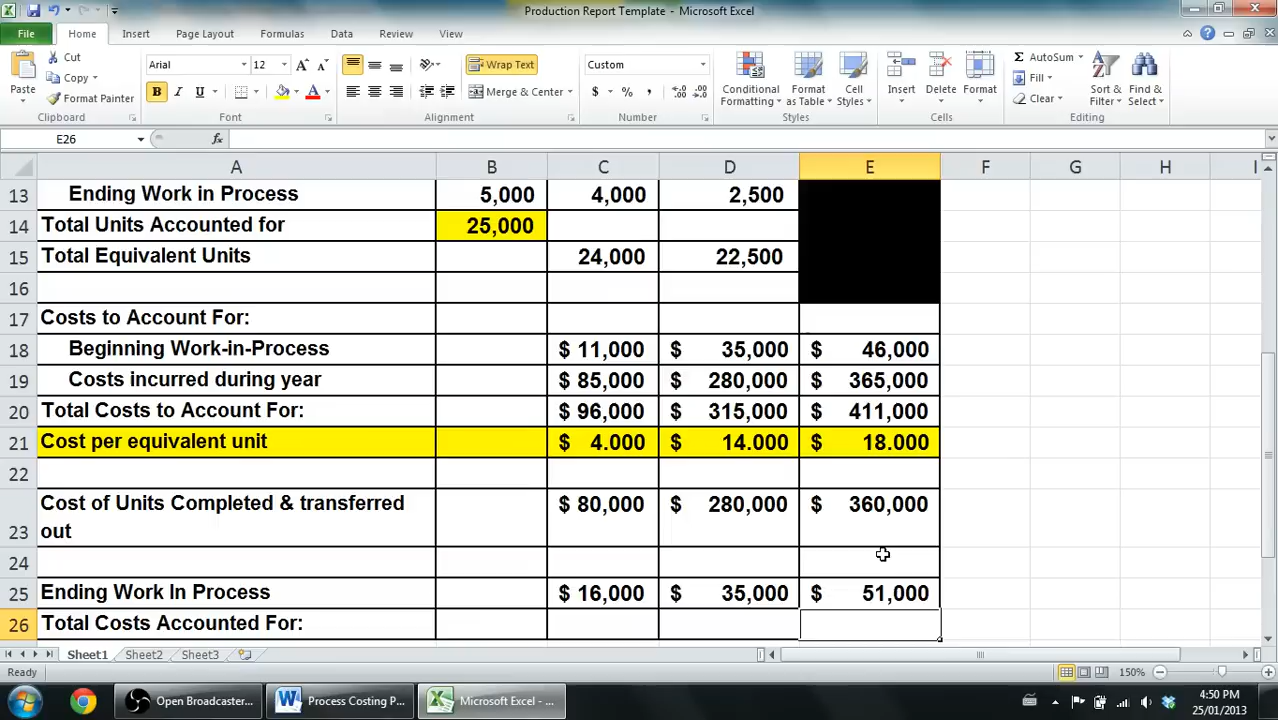 Production Report Template - Microsoft Excel
File Home Insert Page Layout Formulas Data Review View
Cut
Copy
Format Painter
Paste
Arial 12
B I U
Wrap Text
Merge & Center
Custom
$ % ,
Conditional Formatting
Format as Table
Cell Styles
Insert Delete Format
AutoSum
Fill
Clear
Sort & Filter
Find & Select
Clipboard Font Alignment Number Styles Cells Editing
E26 fx
A B C D E F G H I
13 Ending Work in Process 5,000 4,000 2,500
14 Total Units Accounted for 25,000
15 Total Equivalent Units 24,000 22,500
16
17 Costs to Account For:
18 Beginning Work-in-Process $ 11,000 $ 35,000 $ 46,000
19 Costs incurred during year $ 85,000 $ 280,000 $ 365,000
20 Total Costs to Account For: $ 96,000 $ 315,000 $ 411,000
21 Cost per equivalent unit $ 4.000 $ 14.000 $ 18.000
22
Cost of Units Completed & transferred $ 80,000 $ 280,000 $ 360,000
23 out
24
25 Ending Work In Process $ 16,000 $ 35,000 $ 51,000
26 Total Costs Accounted For:
Sheet1 Sheet2 Sheet3
Ready 150%
Open Broadcaster... Process Costing P... Microsoft Excel - ... 4:50 PM
25/01/2013